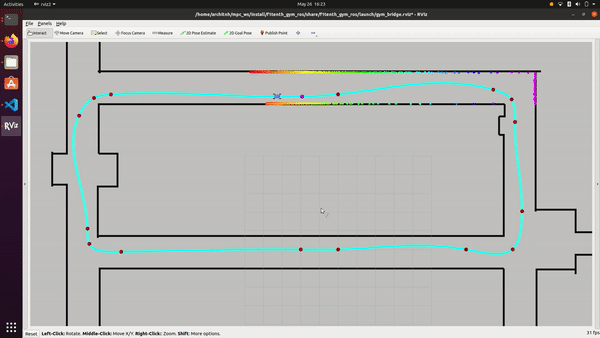 Activities
rviz2
May 26 16:23
/home/architnh/mpc_ws/install/f1tenth_gym_ros/share/f1tenth_gym_ros/launch/gym_bridge.rviz* - RViz
File Panels Help
Interact Move Camera Select Focus Camera Measure 2D Pose Estimate 2D Goal Pose Publish Point
RViz
Reset Left-Click: Rotate. Middle-Click: Move X/Y. Right-Click: Zoom. Shift: More options.
31 fps